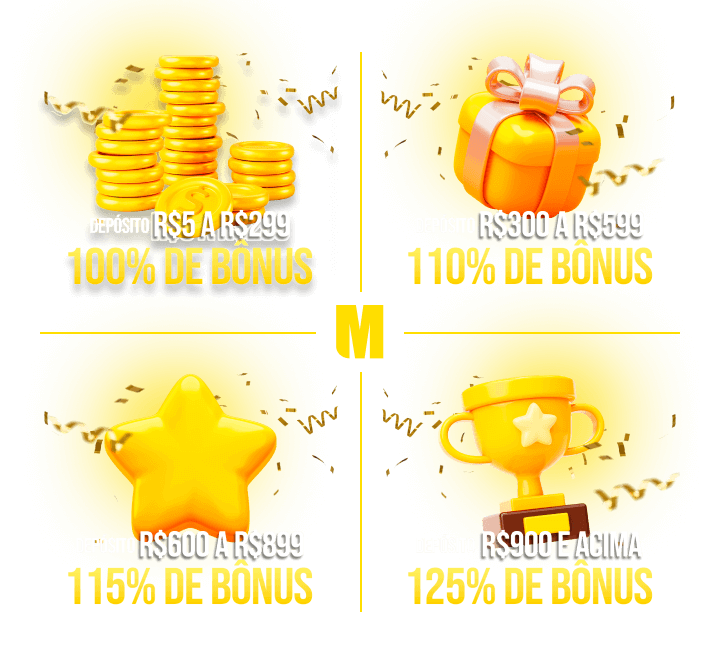 DEPÓSITO R$5 A R$299
100% DE BÔNUS
R$300 A R$599
110% DE BÔNUS
M
R$600 A R$899
115% DE BÔNUS
R$900 E ACIMA
125% DE BÔNUS